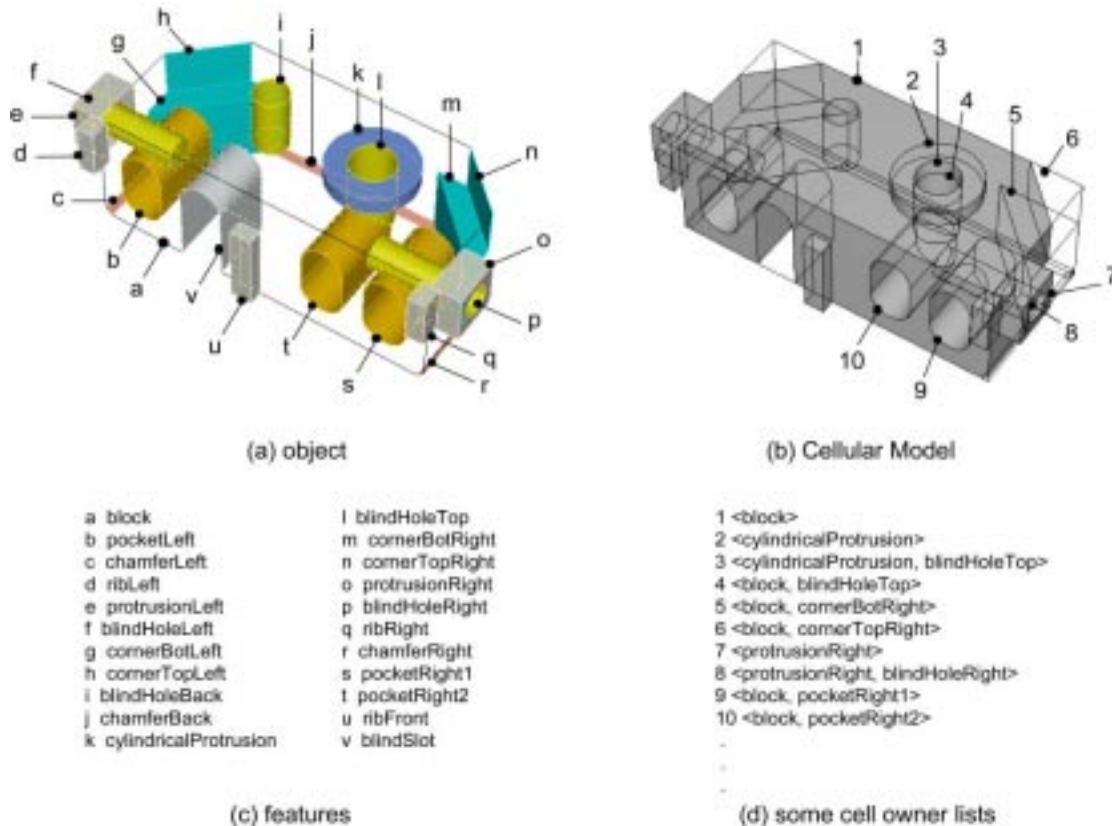 h
i
j
g
k
l
f
m
e
n
d
c
o
b
a
v
p
u
t
q
s
r
1
3
2
4
5
6
7
8
10
9
(a) object
(b) Cellular Model
a block
b pocketLeft
c chamferLeft
d ribLeft
e protrusionLeft
f blindHoleLeft
g cornerBotLeft
h cornerTopLeft
i blindHoleBack
j chamferBack
k cylindricalProtrusion
l blindHoleTop
m cornerBotRight
n cornerTopRight
o protrusionRight
p blindHoleRight
q ribRight
r chamferRight
s pocketRight1
t pocketRight2
u ribFront
v blindSlot
1 <block>
2 <cylindricalProtrusion>
3 <cylindricalProtrusion, blindHoleTop>
4 <block, blindHoleTop>
5 <block, cornerBotRight>
6 <block, cornerTopRight>
7 <protrusionRight>
8 <protrusionRight, blindHoleRight>
9 <block, pocketRight1>
10 <block, pocketRight2>
.
.
.
(c) features
(d) some cell owner lists